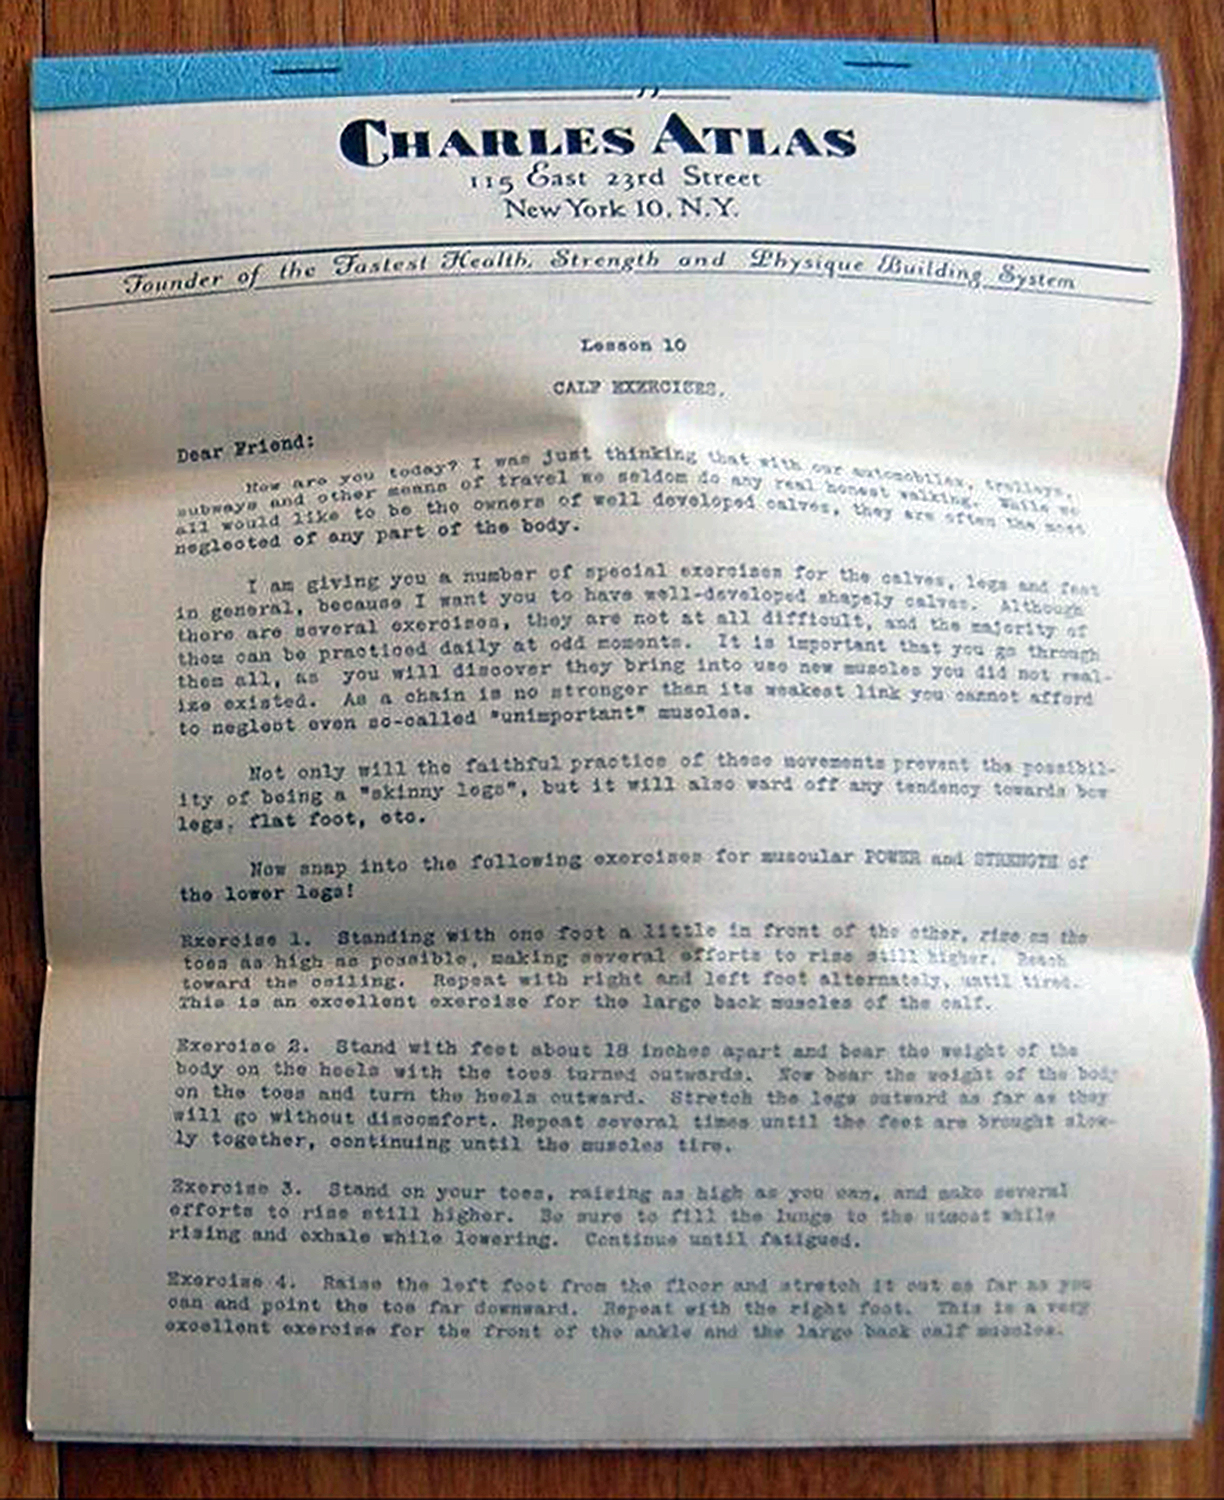 CHARLES ATLAS
115 East 23rd Street
New York 10, N.Y.
Founder of the Fastest Health, Strength and Physique Building System
Lesson 10
CALF EXERCISES.
Dear Friend:
How are you today? I was just thinking that with our automobiles, trolleys,
subways and other means of travel we seldom do any real honest walking. While we
all would like to be the owners of well developed calves, they are often the most
neglected of any part of the body.
I am giving you a number of special exercises for the calves, legs and feet
in general, because I want you to have well-developed shapely calves. Although
there are several exercises, they are not at all difficult, and the majority of
them can be practiced daily at odd moments. It is important that you go through
them all, as you will discover they bring into use new muscles you did not real-
ize existed. As a chain is no stronger than its weakest link you cannot afford
to neglect even so-called "unimportant" muscles.
Not only will the faithful practice of these movements prevent the possibil-
ity of being a "skinny legs", but it will also ward off any tendency towards bow
legs, flat foot, etc.
Now snap into the following exercises for muscular POWER and STRENGTH of
the lower legs!
Exercise 1. Standing with one foot a little in front of the other, rise on the
toes as high as possible, making several efforts to rise still higher. Reach
toward the ceiling. Repeat with right and left foot alternately, until tired.
This is an excellent exercise for the large back muscles of the calf.
Exercise 2. Stand with feet about 18 inches apart and bear the weight of the
body on the heels with the toes turned outwards. Now bear the weight of the body
on the toes and turn the heels outward. Stretch the legs outward as far as they
will go without discomfort. Repeat several times until the feet are brought slow-
ly together, continuing until the muscles tire.
Exercise 3. Stand on your toes, raising as high as you can, and make several
efforts to rise still higher. Be sure to fill the lungs to the utmost while
rising and exhale while lowering. Continue until fatigued.
Exercise 4. Raise the left foot from the floor and stretch it out as far as you
can and point the toe far downward. Repeat with the right foot. This is a very
excellent exercise for the front of the ankle and the large back calf muscles.